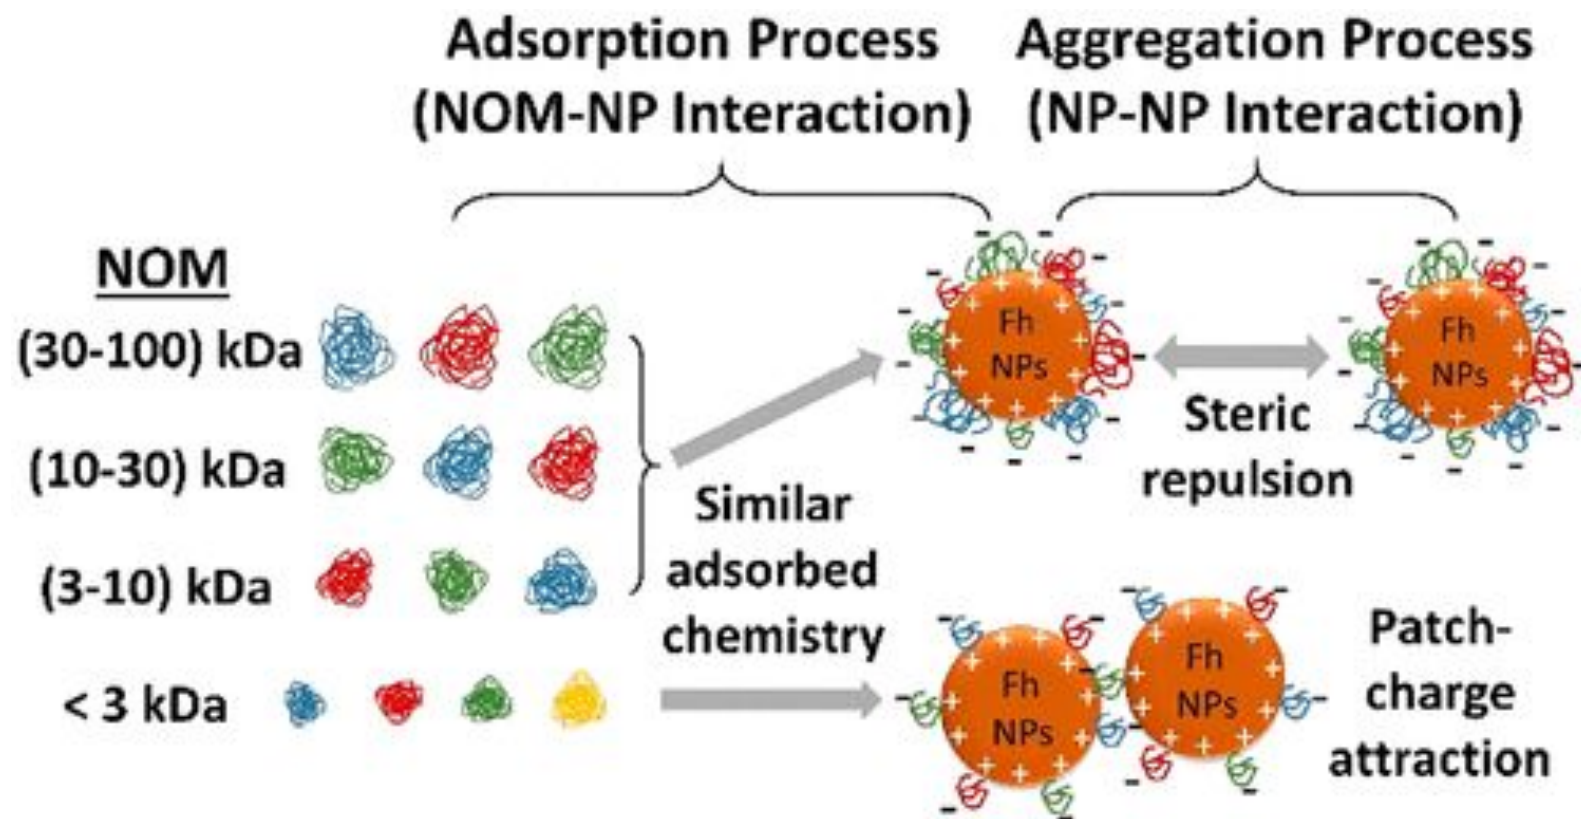 Adsorption Process
(NOM-NP Interaction)
Aggregation Process
(NP-NP Interaction)
NOM
(30-100) kDa
(10-30) kDa
(3-10) kDa
< 3 kDa
Similar
adsorbed
chemistry
Fh
NPs
Steric
repulsion
Fh
NPs
Fh
NPs
Fh
NPs
Patch-
charge
attraction